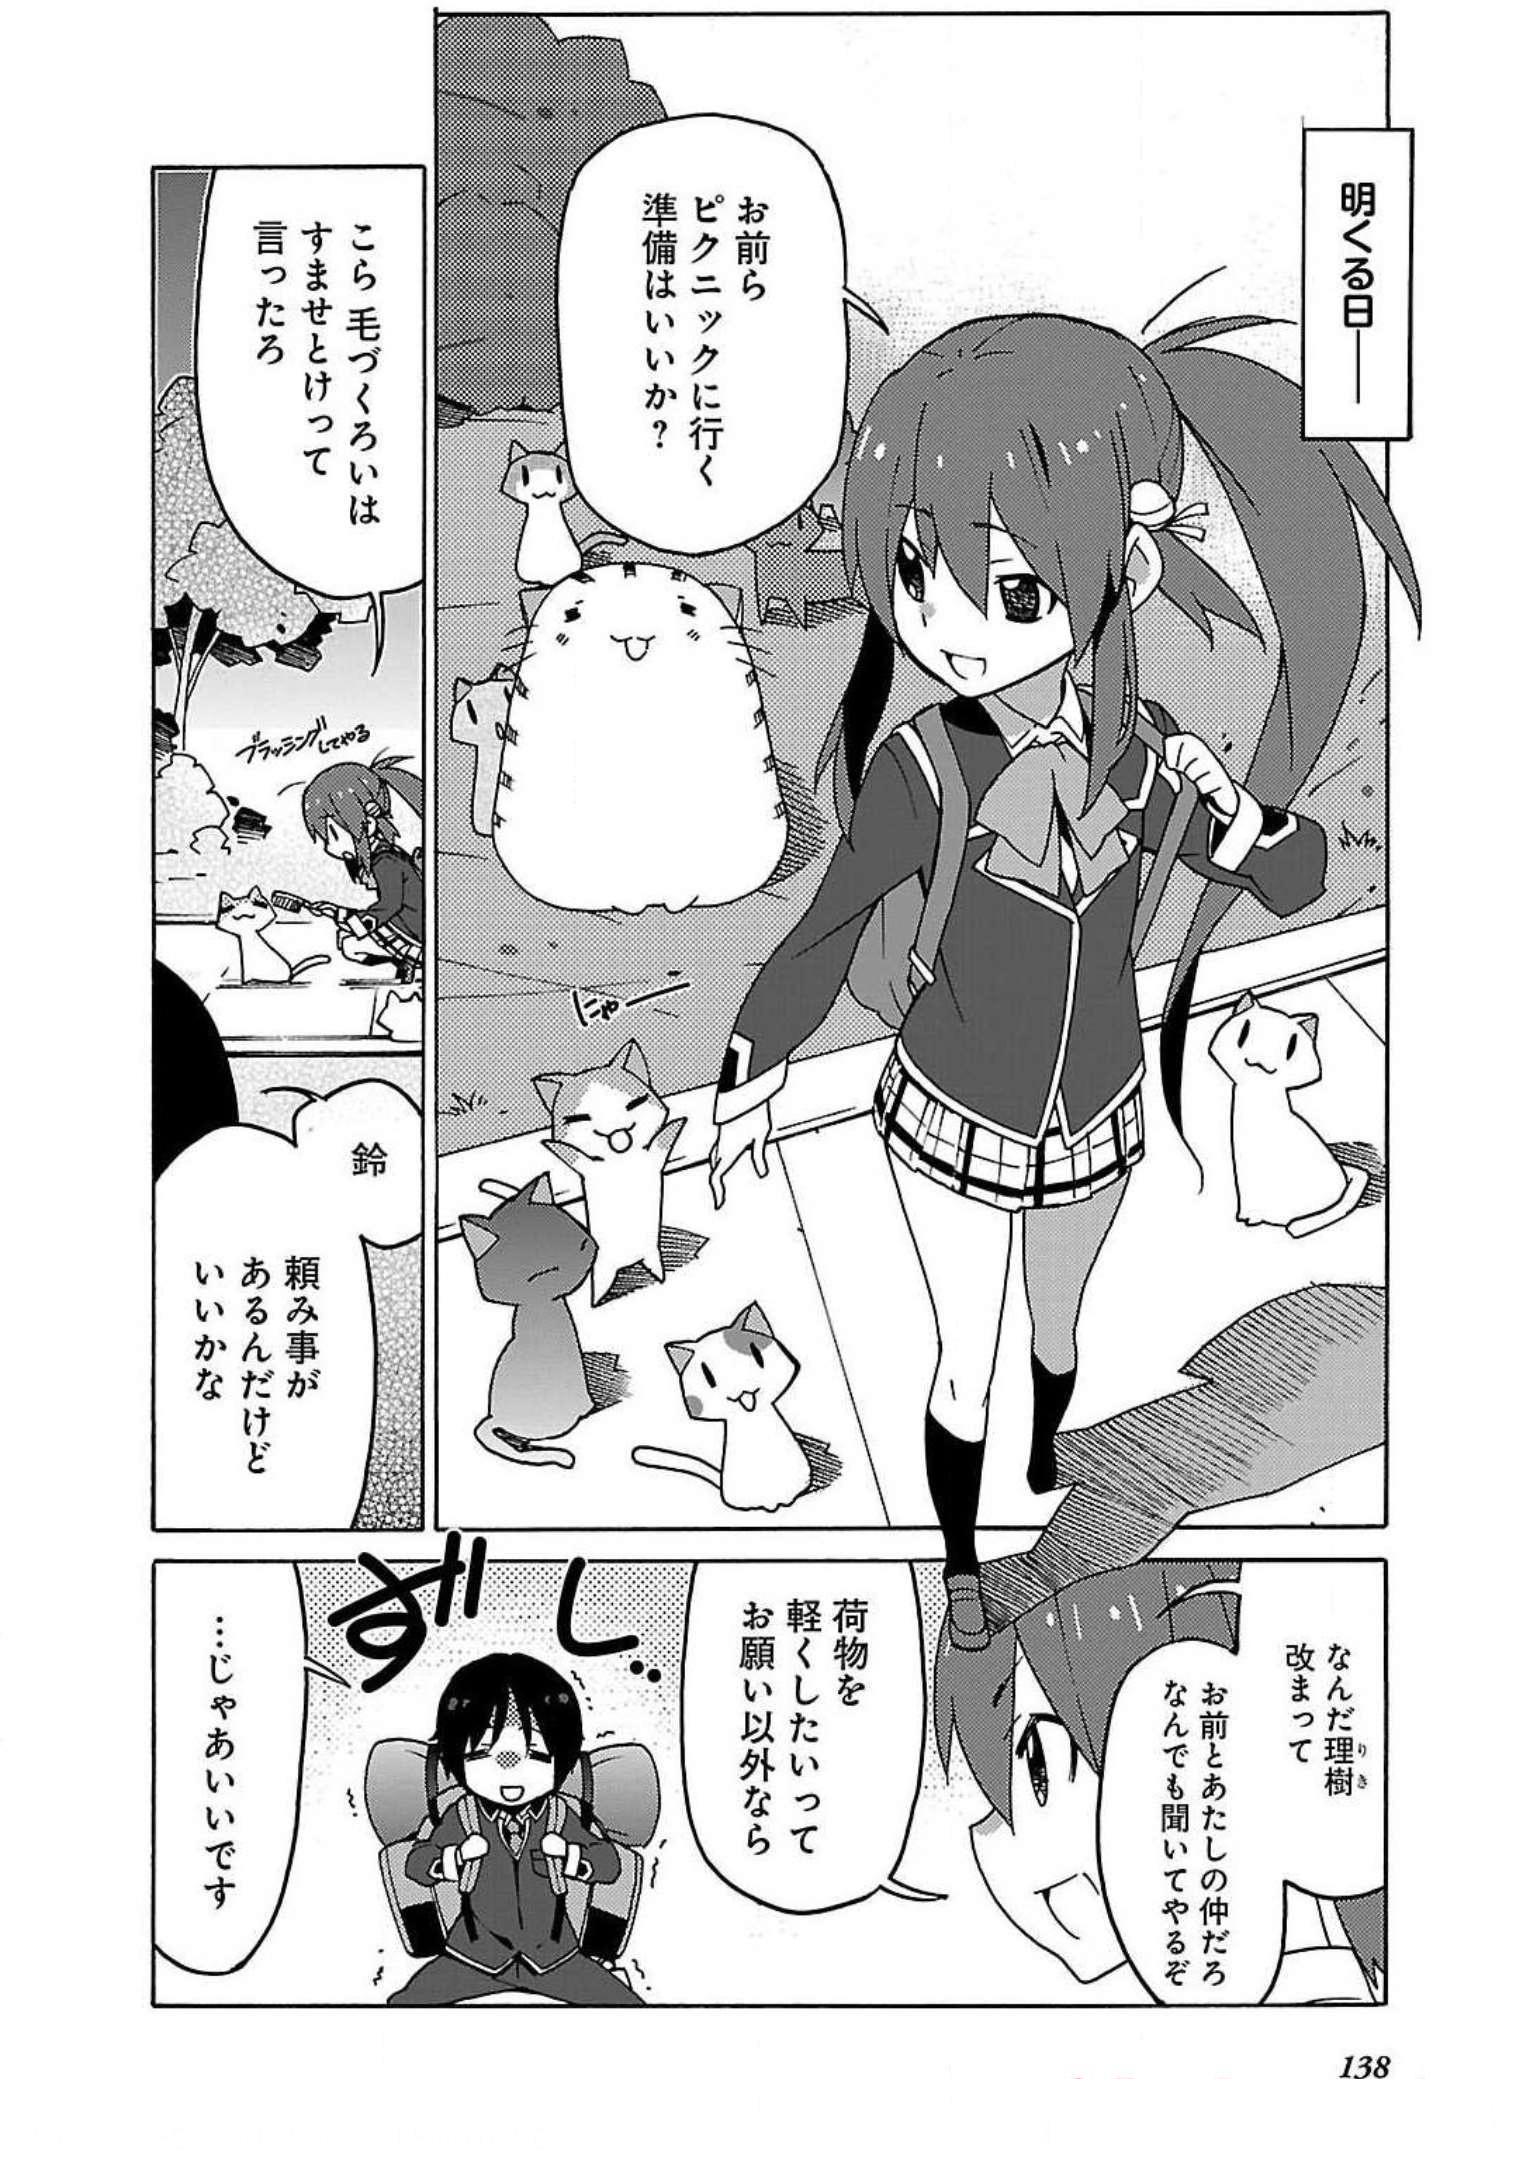 明くる日――
お前ら
ピクニックに行く
準備はいいか？
にゃー
こら 毛づくろいは
すませとけって
言ったろ
ブラッシングしてやる
鈴
頼み事が
あるんだけど
いいかな
なんだ理樹
りき
改まって
お前とあたしの仲だろ
なんでも聞いてやるぞ
荷物を
軽くしたいって
お願い以外なら
ずし‥
…じゃあいいです
138